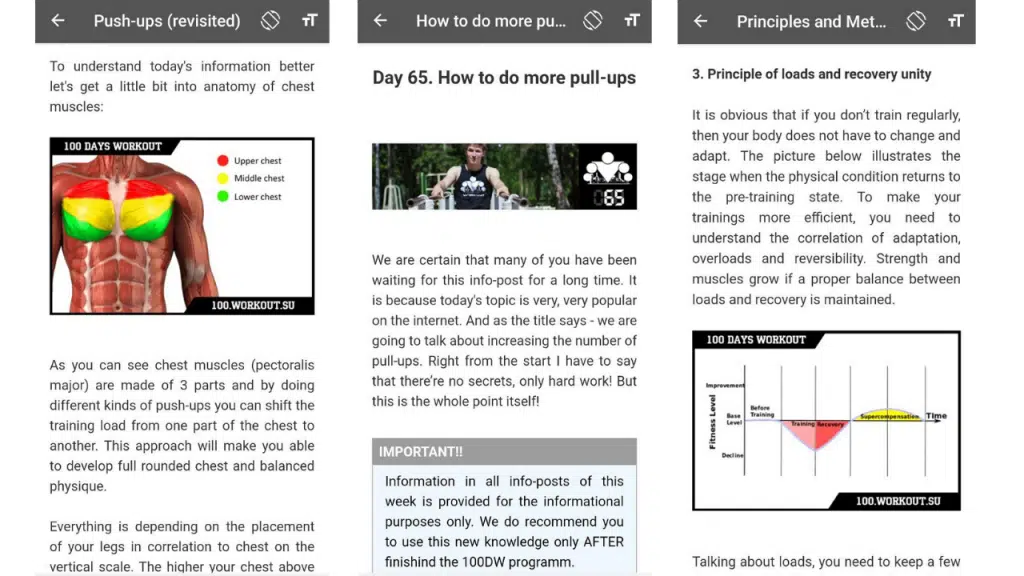 Push-ups (revisited)
To understand today's information better
let's get a little bit into anatomy of chest
muscles:
100 DAYS WORKOUT
Upper chest
Middle chest
Lower chest
100.WORKOUT.SU
As you can see chest muscles (pectoralis
major) are made of 3 parts and by doing
different kinds of push-ups you can shift the
training load from one part of the chest to
another. This approach will make you able
to develop full rounded chest and balanced
physique.
Everything is depending on the placement
of your legs in correlation to chest on the
vertical scale. The higher your chest above
How to do more pu...
Day 65. How to do more pull-ups
65
We are certain that many of you have been
waiting for this info-post for a long time. It
is because today's topic is very, very popular
on the internet. And as the title says - we are
going to talk about increasing the number of
pull-ups. Right from the start I have to say
that there're no secrets, only hard work! But
this is the whole point itself!
IMPORTANT!!
Information in all info-posts of this
week is provided for the informational
purposes only. We do recommend you
to use this new knowledge only AFTER
finishind the 100DW programm.
Principles and Met...
3. Principle of loads and recovery unity
It is obvious that if you don't train regularly,
then your body does not have to change and
adapt. The picture below illustrates the
stage when the physical condition returns to
the pre-training state. To make your
trainings more efficient, you need to
understand the correlation of adaptation,
overloads and reversibility. Strength and
muscles grow if a proper balance between
loads and recovery is maintained.
100 DAYS WORKOUT
Fitness Level
Improvement
Base
Level
Decline
Before
Training
Training
Recovery
Supercompensation
Time
100.WORKOUT.SU
Talking about loads, you need to keep a few